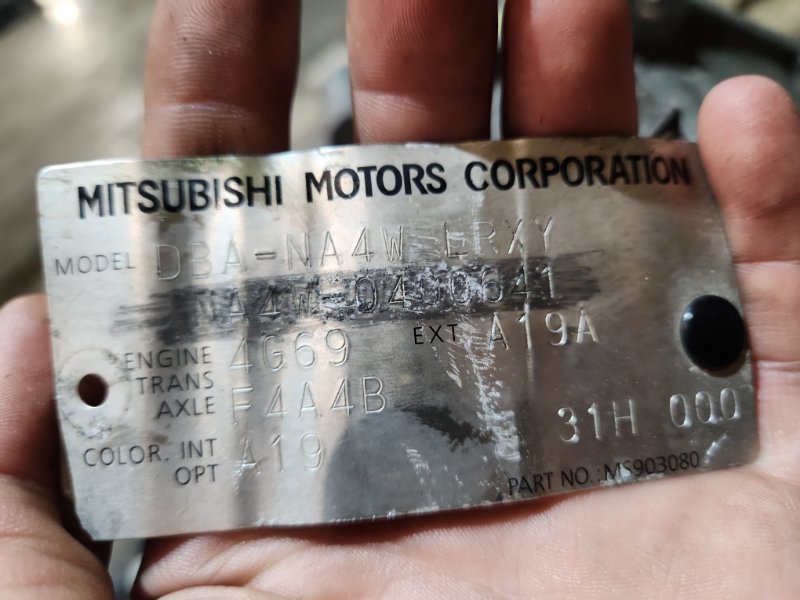 MITSUBISHI MOTORS CORPORATION
MODEL DBA-NA4W-LRXY
NA4W-0400641
ENGINE 4G69 EXT A19A
TRANS
AXLE F4A4B
COLOR. INT A19 31H 000
OPT
PART NO.:MS903080